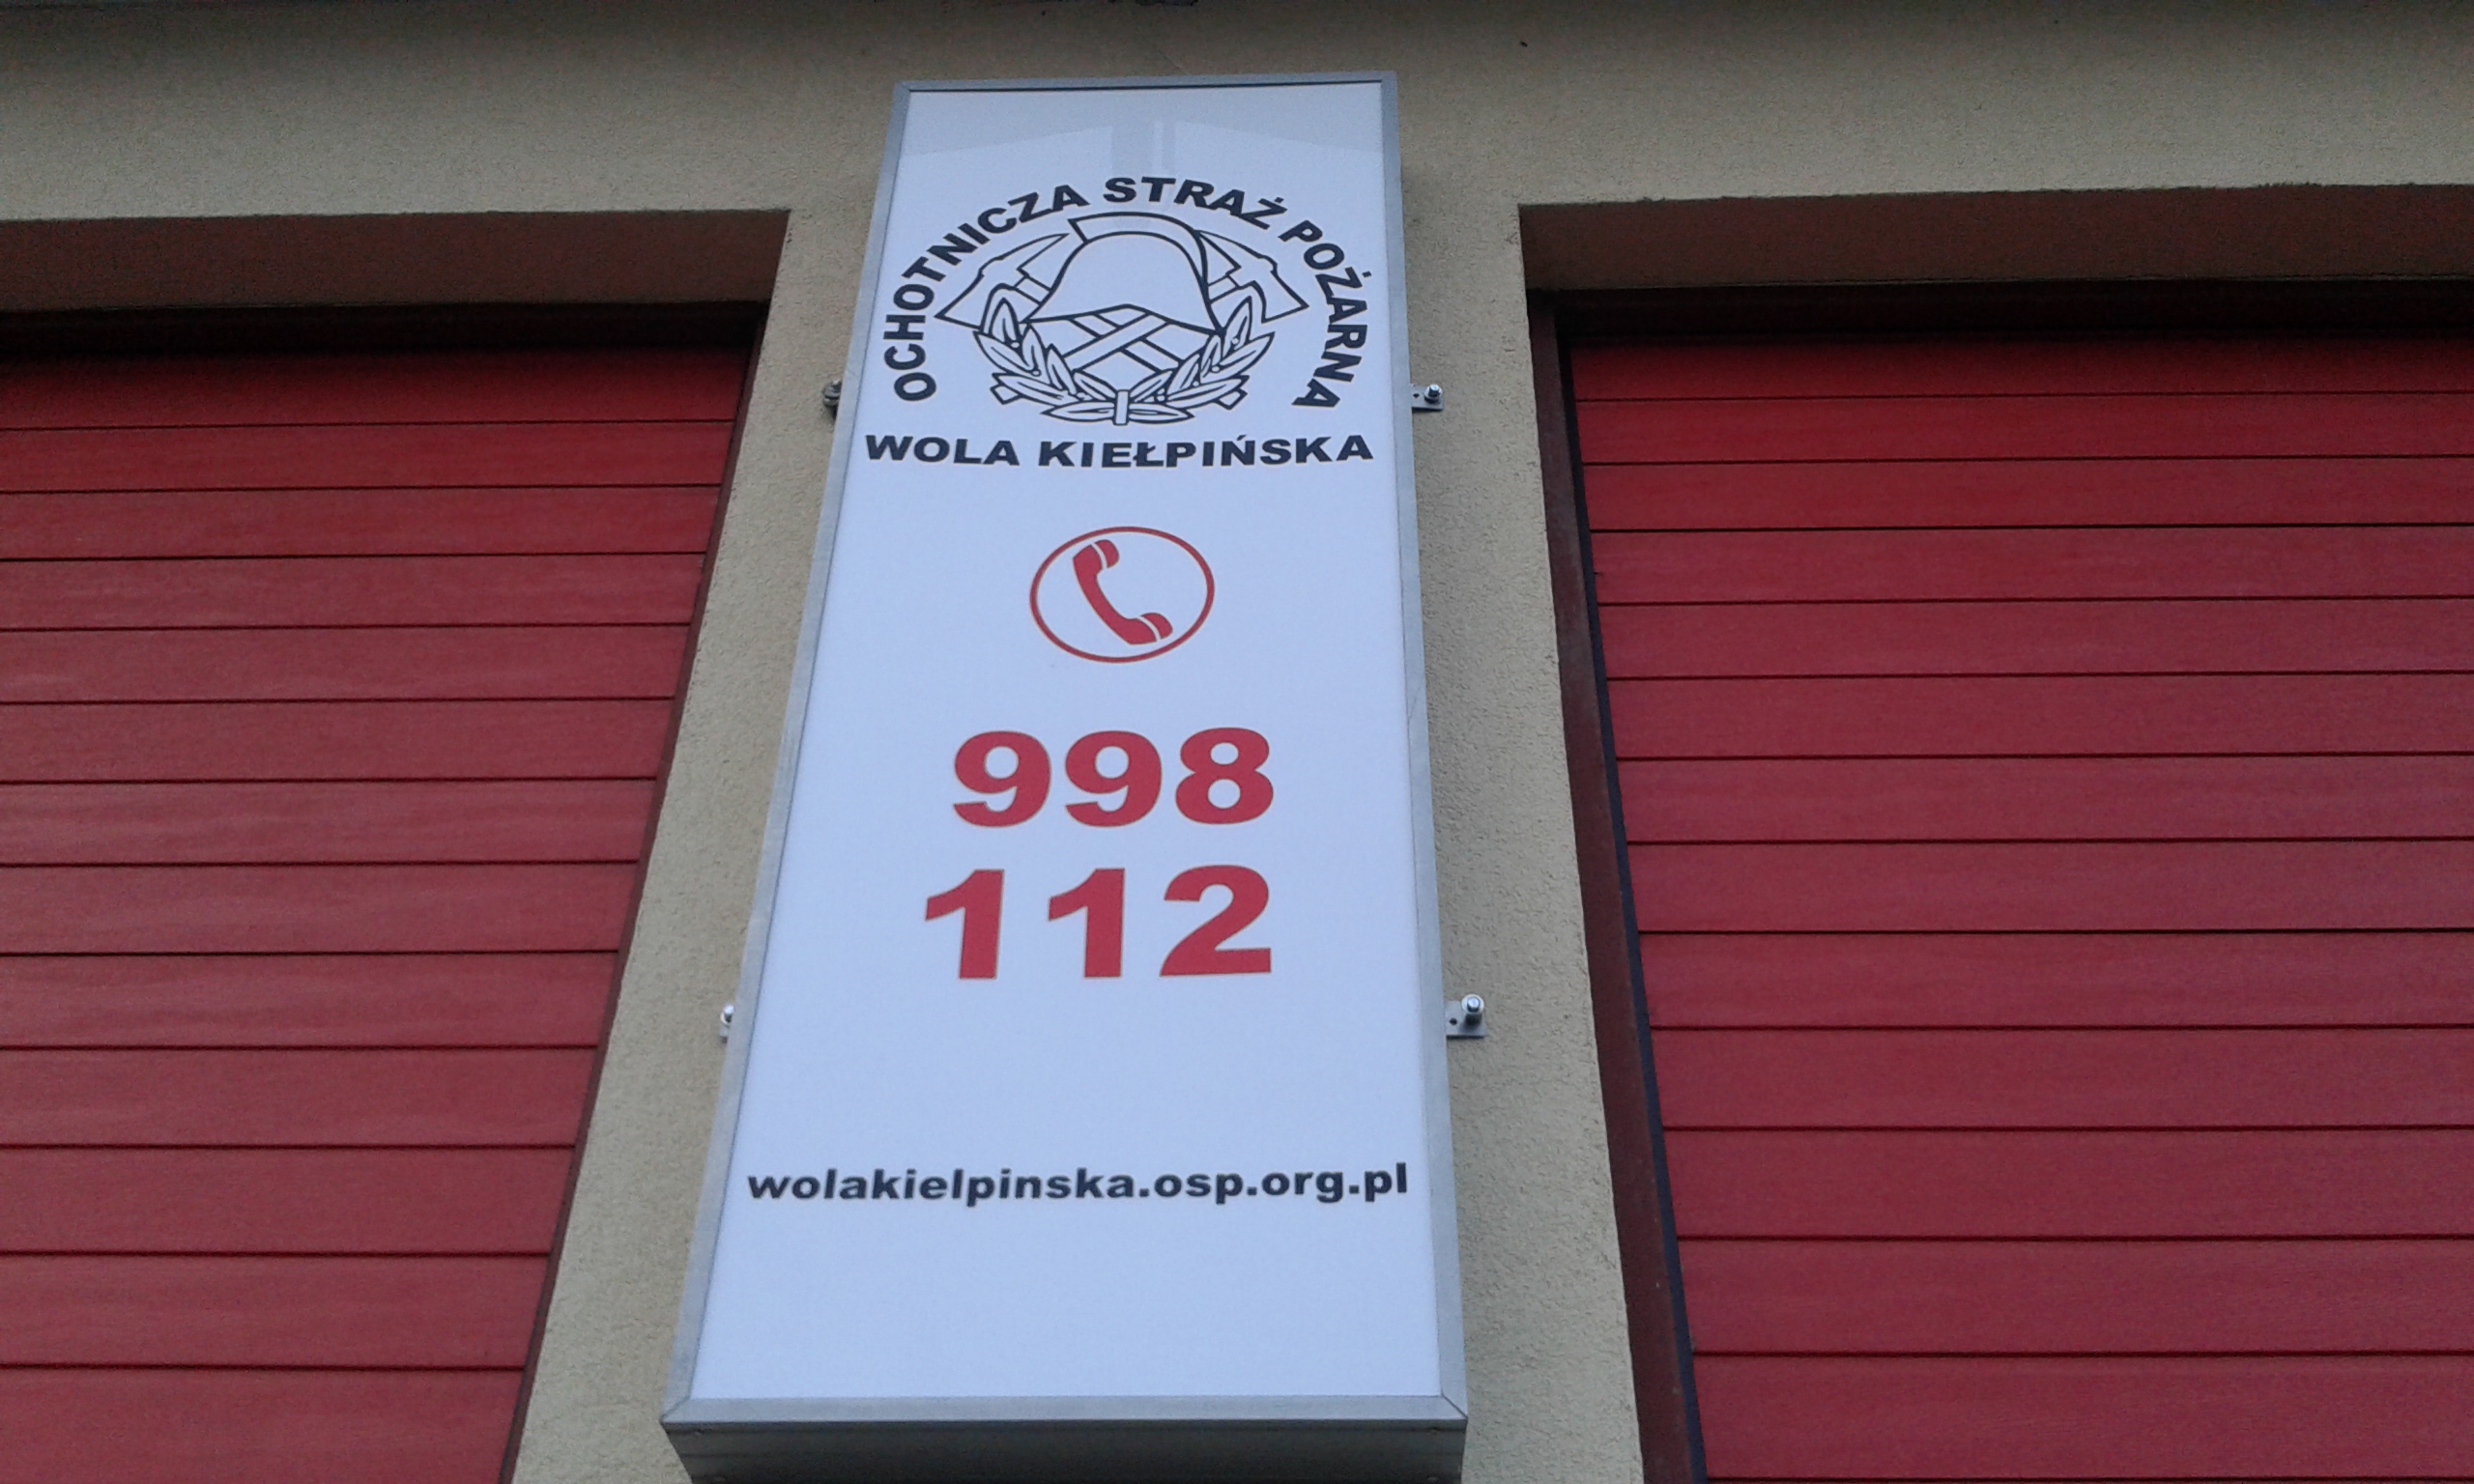 OCHOTNICZA STRAŻ POŻARNA
WOLA KIEŁPIŃSKA
998
112
wolakielpinska.osp.org.pl